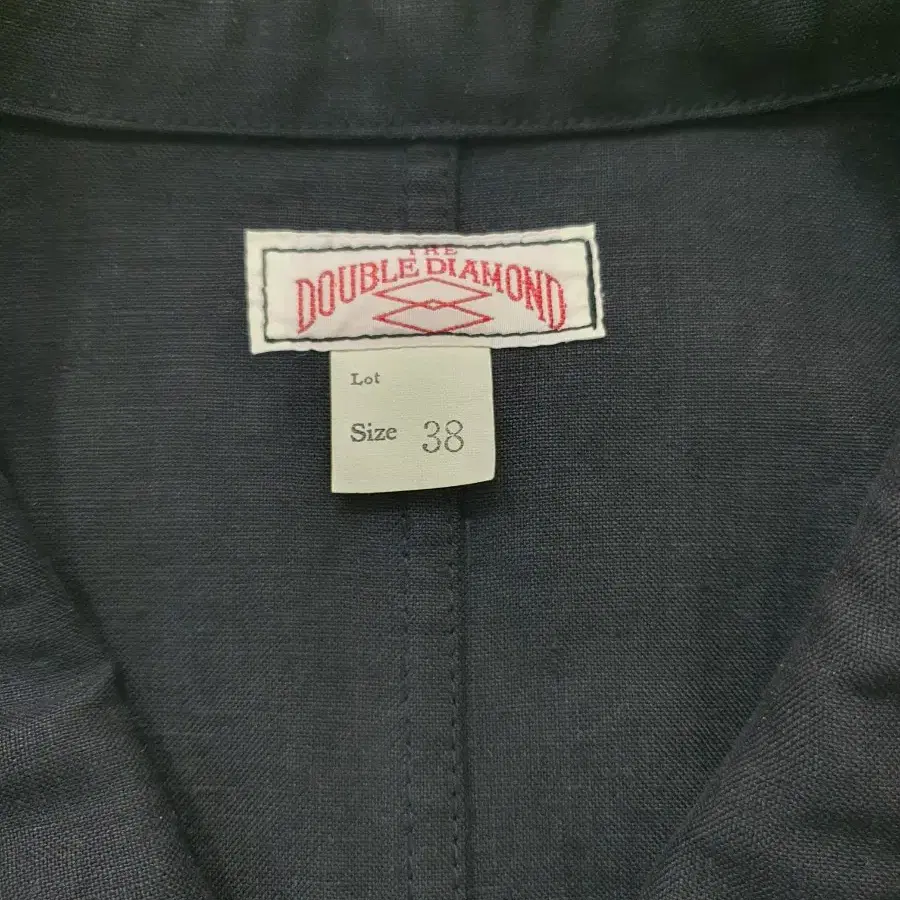 THE
DOUBLE DIAMOND
Lot
Size 38